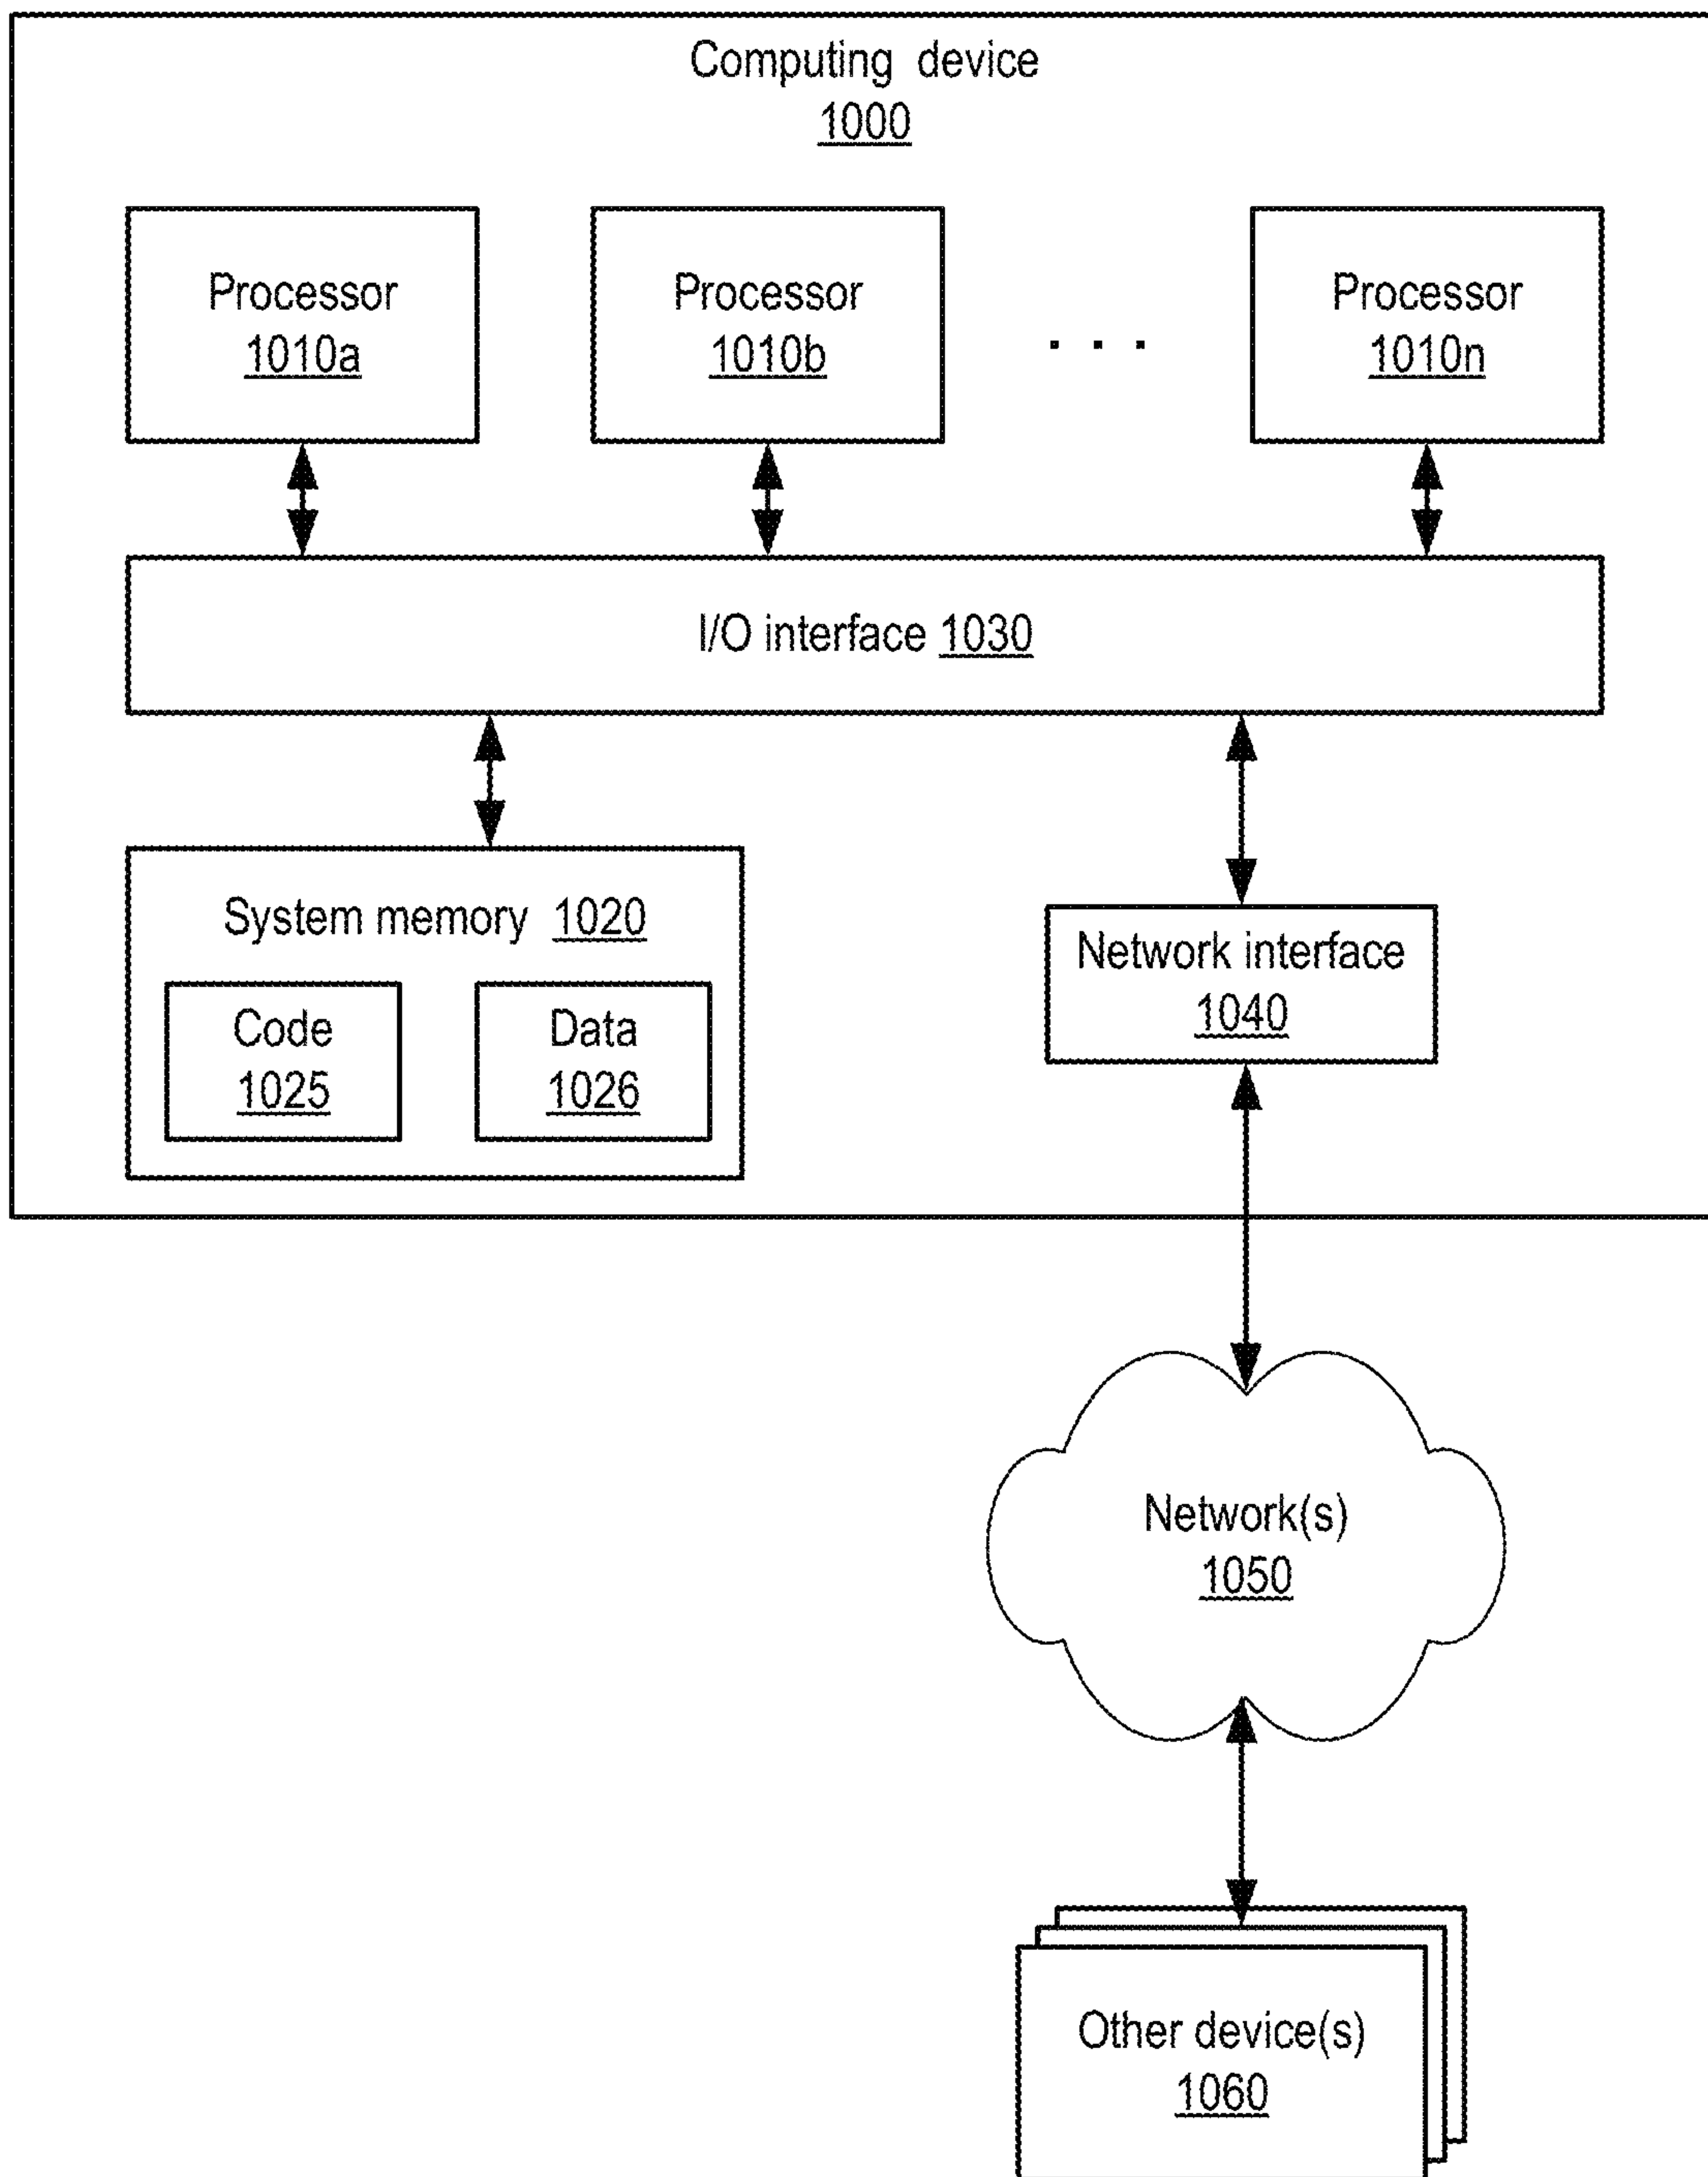 Computing device
1000
Processor
1010a
Processor
1010b
. . .
Processor
1010n
I/O interface 1030
System memory 1020
Code
1025
Data
1026
Network interface
1040
Network(s)
1050
Other device(s)
1060